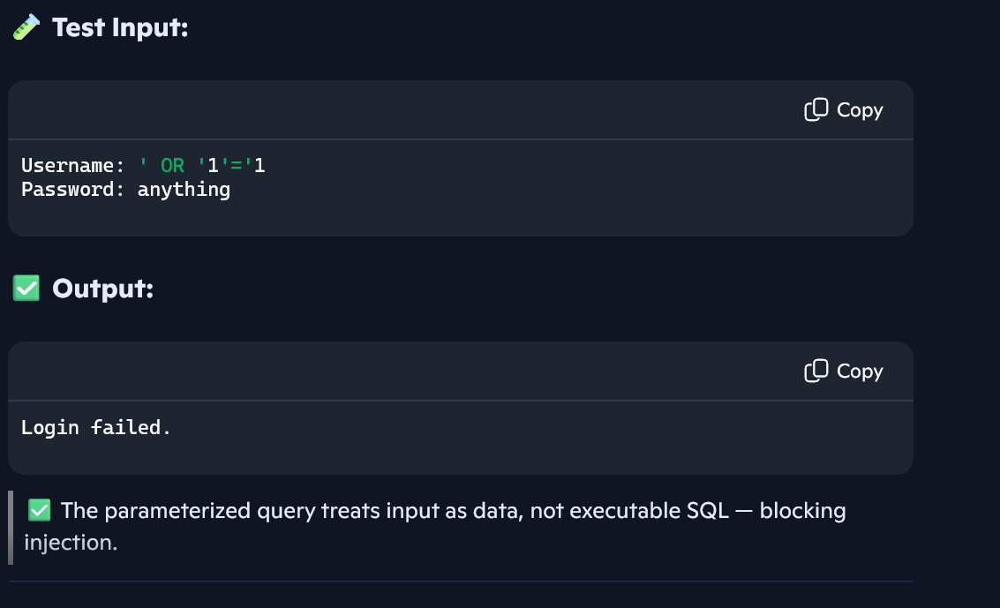 🧪 Test Input:
Copy
Username: ' OR '1'='1
Password: anything
✅ Output:
Copy
Login failed.
✅ The parameterized query treats input as data, not executable SQL — blocking
injection.